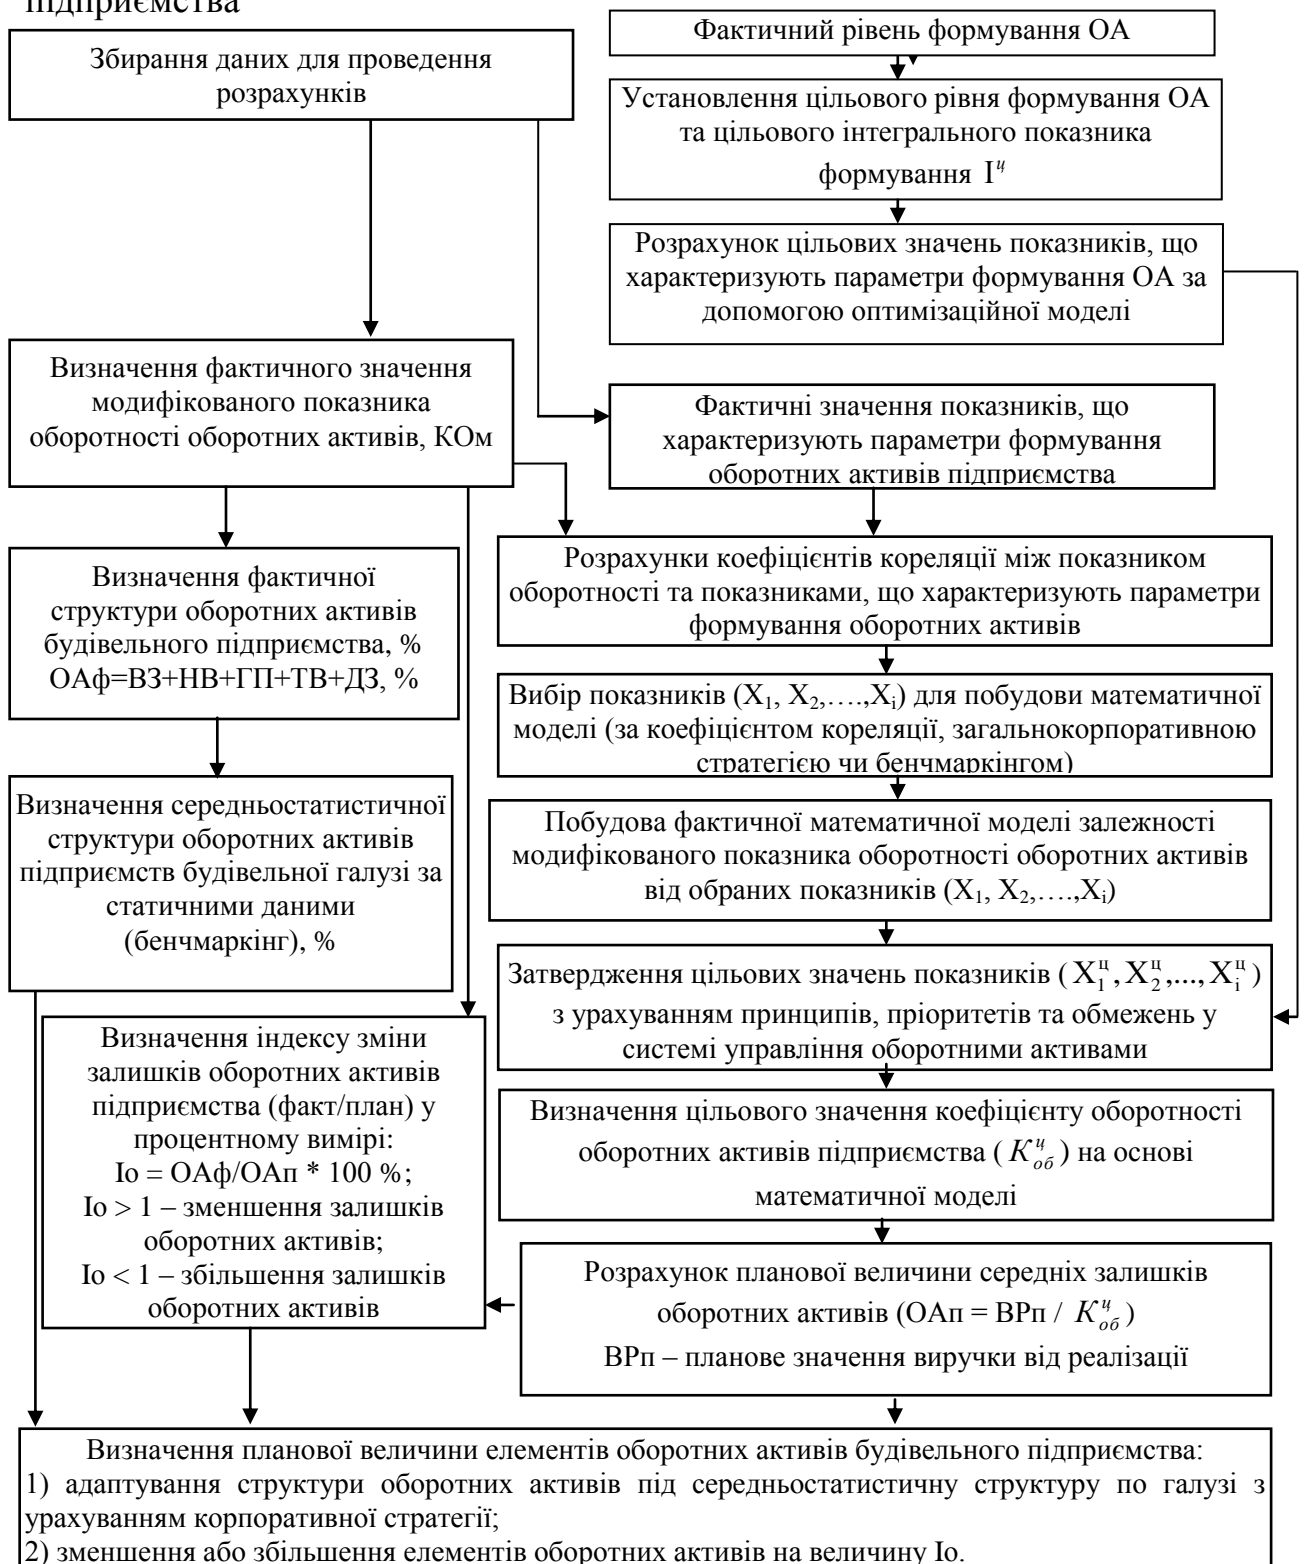 підприємства
Збирання даних для проведення
розрахунків
Фактичний рівень формування ОА
Установлення цільового рівня формування ОА
та цільового інтегрального показника
формування Iᶣ
Розрахунок цільових значень показників, що
характеризують параметри формування ОА за
допомогою оптимізаційної моделі
Визначення фактичного значення
модифікованого показника
оборотності оборотних активів, КОм
Фактичні значення показників, що
характеризують параметри формування
оборотних активів підприємства
Визначення фактичної
структури оборотних активів
будівельного підприємства, %
ОАф=ВЗ+НВ+ГП+ТВ+ДЗ, %
Розрахунки коефіцієнтів кореляції між показником
оборотності та показниками, що характеризують параметри
формування оборотних активів
Вибір показників (X₁, X₂,….,Xᵢ) для побудови математичної
моделі (за коефіцієнтом кореляції, загальнокорпоративною
стратегією чи бенчмаркінгом)
Визначення середньостатистичної
структури оборотних активів
підприємств будівельної галузі за
статичними даними
(бенчмаркінг), %
Побудова фактичної математичної моделі залежності
модифікованого показника оборотності оборотних активів
від обраних показників (X₁, X₂,….,Xᵢ)
Затвердження цільових значень показників ( X₁^ц, X₂^ц,..., Xᵢ^ц )
з урахуванням принципів, пріоритетів та обмежень у
системі управління оборотними активами
Визначення індексу зміни
залишків оборотних активів
підприємства (факт/план) у
процентному вимірі:
Іо = ОАф/ОАп * 100 %;
Іо > 1 – зменшення залишків
оборотних активів;
Іо < 1 – збільшення залишків
оборотних активів
Визначення цільового значення коефіцієнту оборотності
оборотних активів підприємства ( K_об^ц ) на основі
математичної моделі
Розрахунок планової величини середніх залишків
оборотних активів (ОАп = ВРп / K_об^ц )
ВРп – планове значення виручки від реалізації
Визначення планової величини елементів оборотних активів будівельного підприємства:
1) адаптування структури оборотних активів під середньостатистичну структуру по галузі з
урахуванням корпоративної стратегії;
2) зменшення або збільшення елементів оборотних активів на величину Іо.